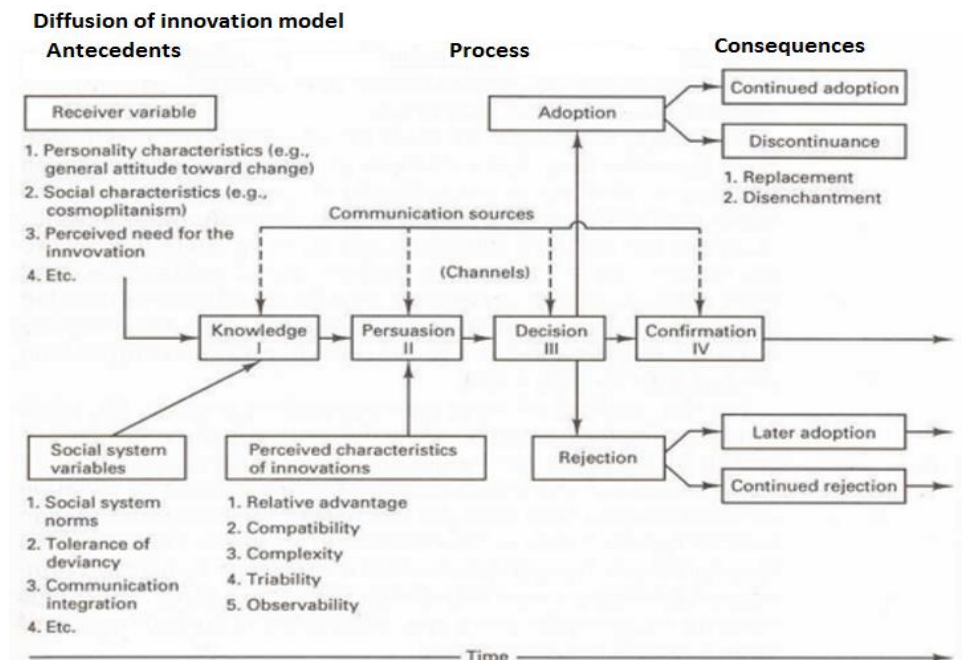 Diffusion of innovation model
Antecedents
Process
Consequences
Receiver variable
1. Personality characteristics (e.g.,
general attitude toward change)
2. Social characteristics (e.g.,
cosmoplitanism)
3. Perceived need for the
innvovation
4. Etc.
Adoption
Continued adoption
Discontinuance
1. Replacement
2. Disenchantment
Communication sources
(Channels)
Knowledge
I
Persuasion
II
Decision
III
Confirmation
IV
Social system
variables
1. Social system
norms
2. Tolerance of
deviancy
3. Communication
integration
4. Etc.
Perceived characteristics
of innovations
1. Relative advantage
2. Compatibility
3. Complexity
4. Triability
5. Observability
Rejection
Later adoption
Continued rejection
Time